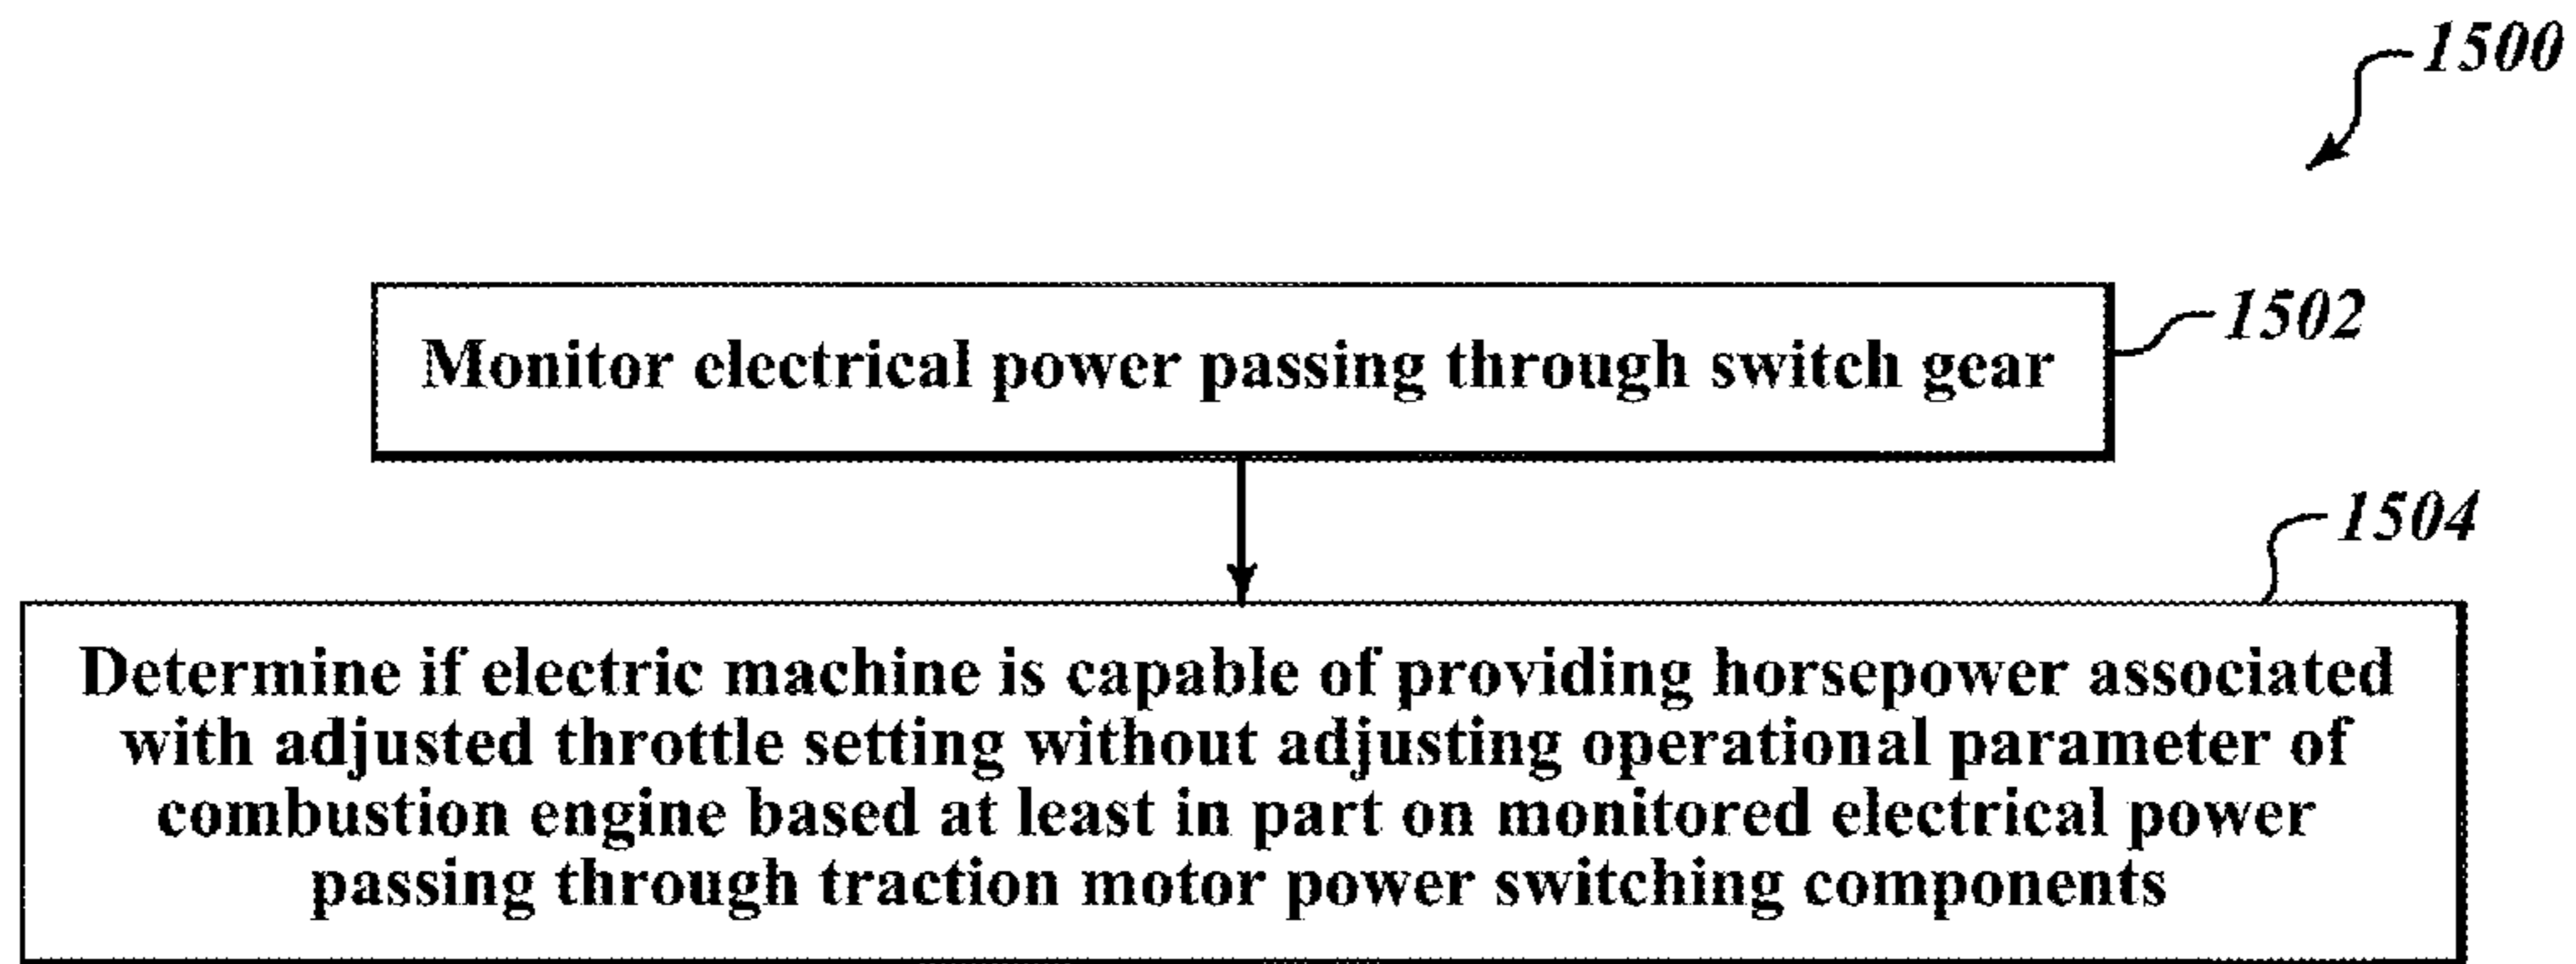 1500
Monitor electrical power passing through switch gear
1502
1504
Determine if electric machine is capable of providing horsepower associated
with adjusted throttle setting without adjusting operational parameter of
combustion engine based at least in part on monitored electrical power
passing through traction motor power switching components